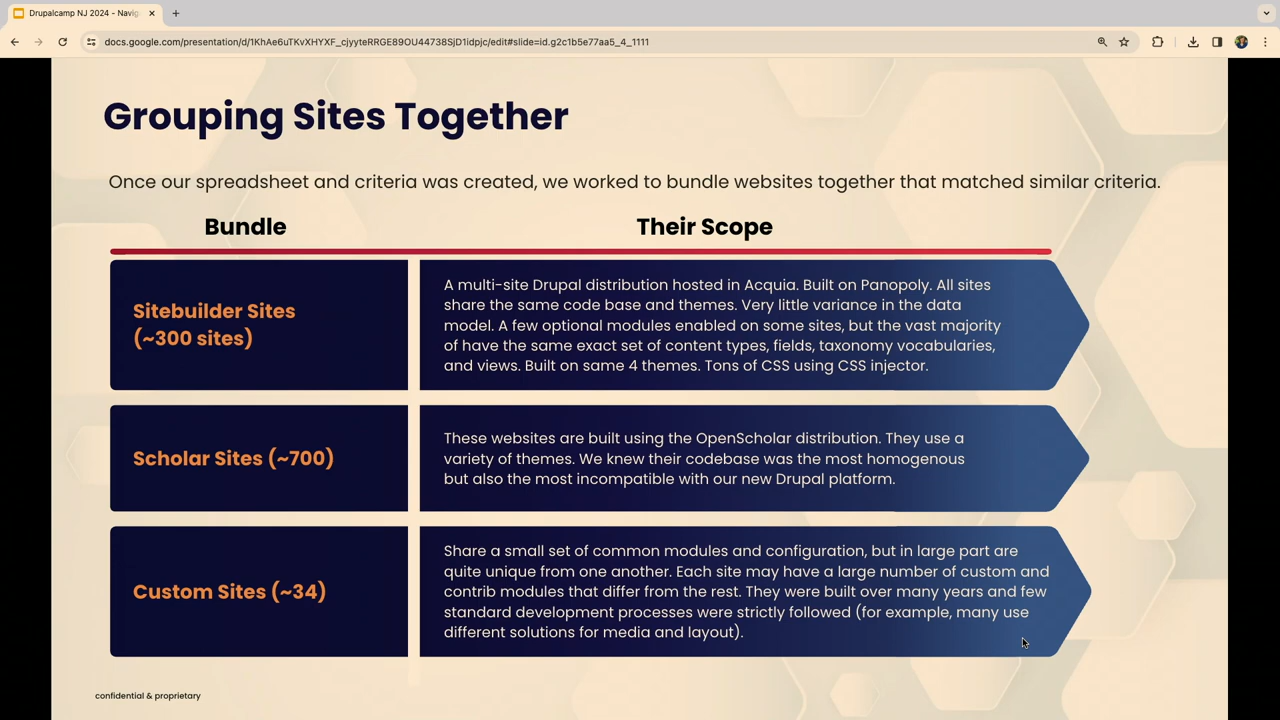 Drupalcamp NJ 2024 - Navig
docs.google.com/presentation/d/1KhAe6uTKvXHYXF_cjyyteRRGE89OU44738SjD1idpjc/edit#slide=id.g2c1b5e77aa5_4_1111
Grouping Sites Together
Once our spreadsheet and criteria was created, we worked to bundle websites together that matched similar criteria.
Bundle
Their Scope
Sitebuilder Sites
(~300 sites)
A multi-site Drupal distribution hosted in Acquia. Built on Panopoly. All sites
share the same code base and themes. Very little variance in the data
model. A few optional modules enabled on some sites, but the vast majority
of have the same exact set of content types, fields, taxonomy vocabularies,
and views. Built on same 4 themes. Tons of CSS using CSS injector.
Scholar Sites (~700)
These websites are built using the OpenScholar distribution. They use a
variety of themes. We knew their codebase was the most homogenous
but also the most incompatible with our new Drupal platform.
Custom Sites (~34)
Share a small set of common modules and configuration, but in large part are
quite unique from one another. Each site may have a large number of custom and
contrib modules that differ from the rest. They were built over many years and few
standard development processes were strictly followed (for example, many use
different solutions for media and layout).
confidential & proprietary